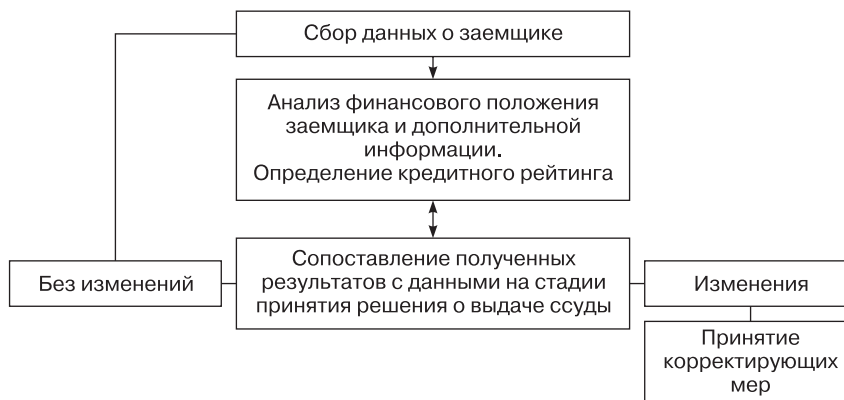 Сбор данных о заемщике
Анализ финансового положения
заемщика и дополнительной
информации.
Определение кредитного рейтинга
Без изменений
Сопоставление полученных
результатов с данными на стадии
принятия решения о выдаче ссуды
Изменения
Принятие
корректирующих
мер